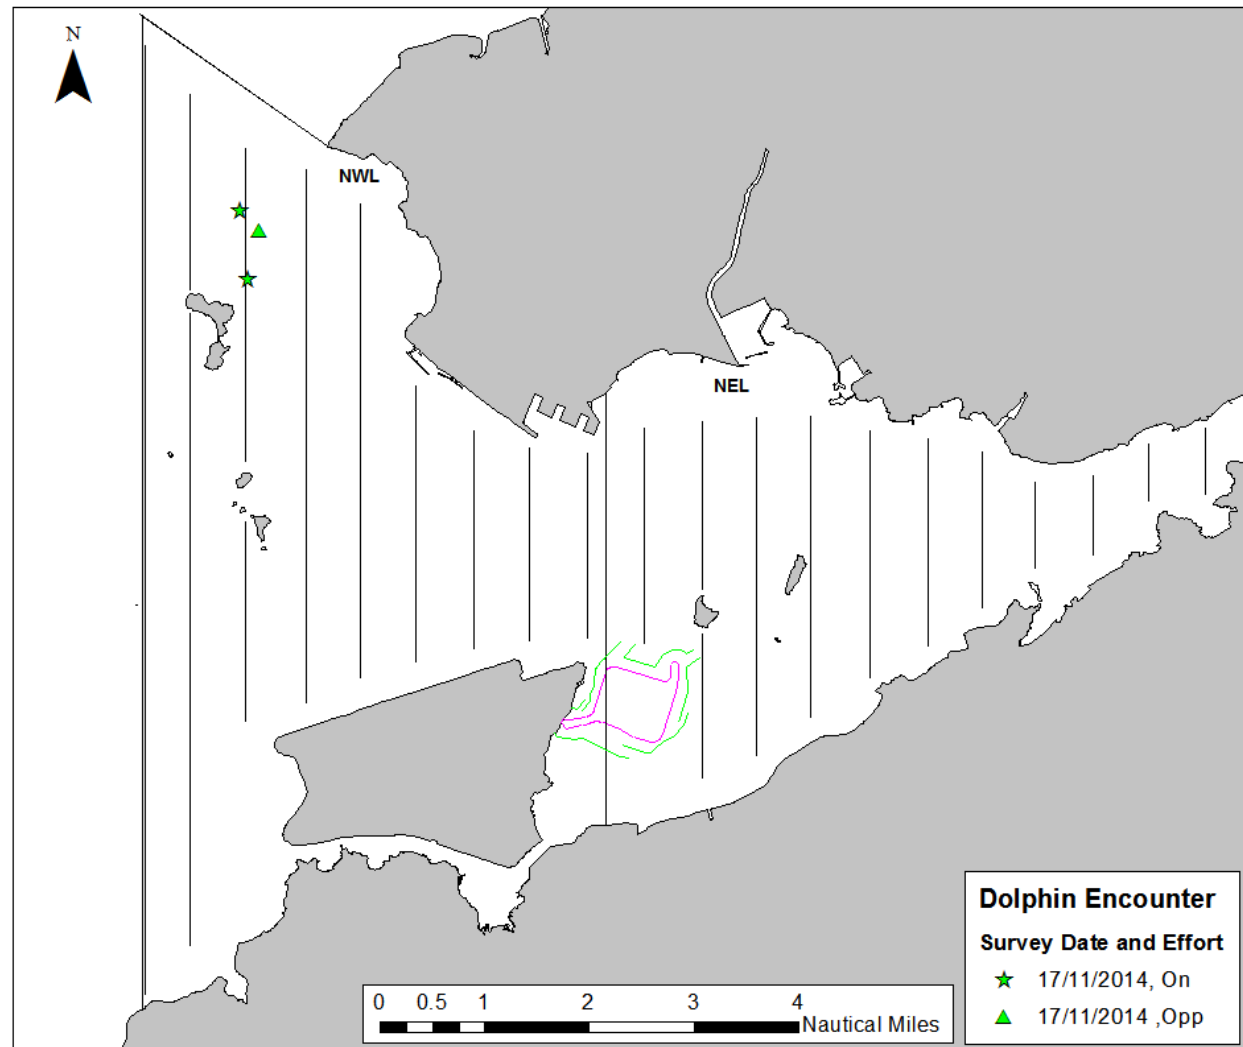 N
NWL
NEL
Dolphin Encounter
Survey Date and Effort
17/11/2014, On
17/11/2014 ,Opp
0 0.5 1 2 3 4
Nautical Miles